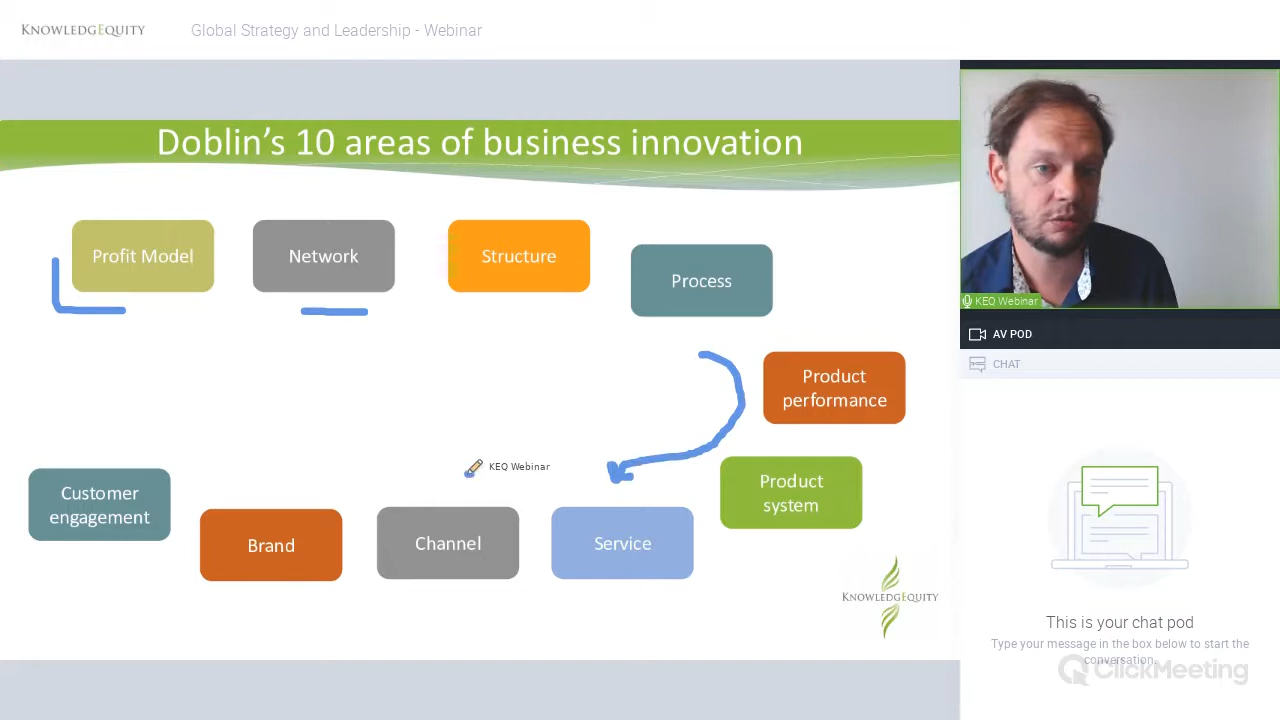 KNOWLEDGEQUITY
Global Strategy and Leadership - Webinar
Doblin's 10 areas of business innovation
Profit Model
Network
Structure
Process
Product
performance
KEQ Webinar
Product
system
Customer
engagement
Brand
Channel
Service
KNOWLEDGEQUITY
KEQ Webinar
AV POD
CHAT
This is your chat pod
Type your message in the box below to start the
conversation.
ClickMeeting